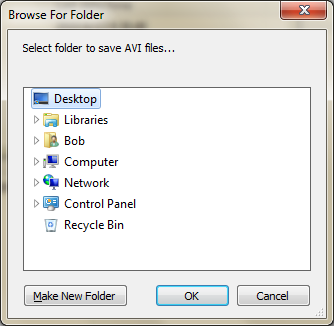 Browse For Folder
Select folder to save AVI files...
Desktop
Libraries
Bob
Computer
Network
Control Panel
Recycle Bin
Make New Folder OK Cancel